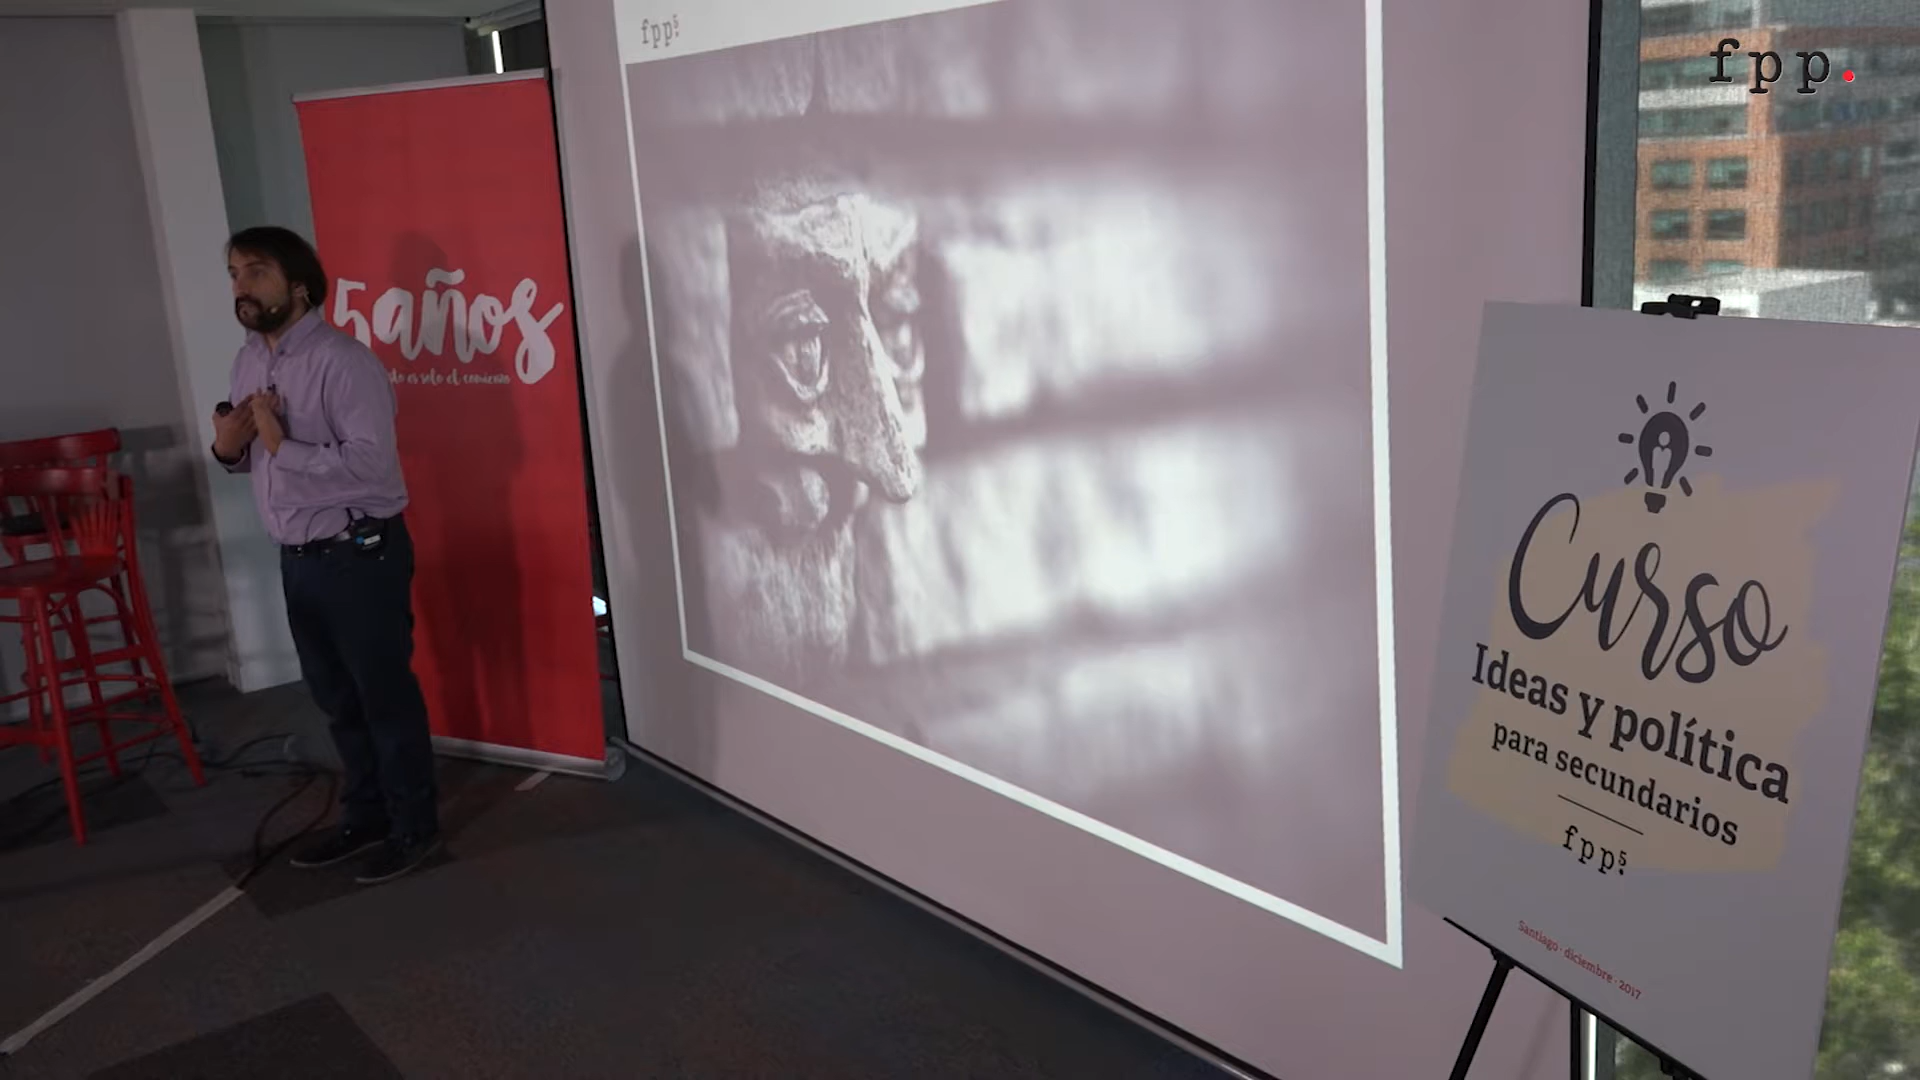 fpp⁵.
fpp.
5años
esto es solo el comienzo
Curso
Ideas y política
para secundarios
fpp⁵.
Santiago · diciembre · 2017